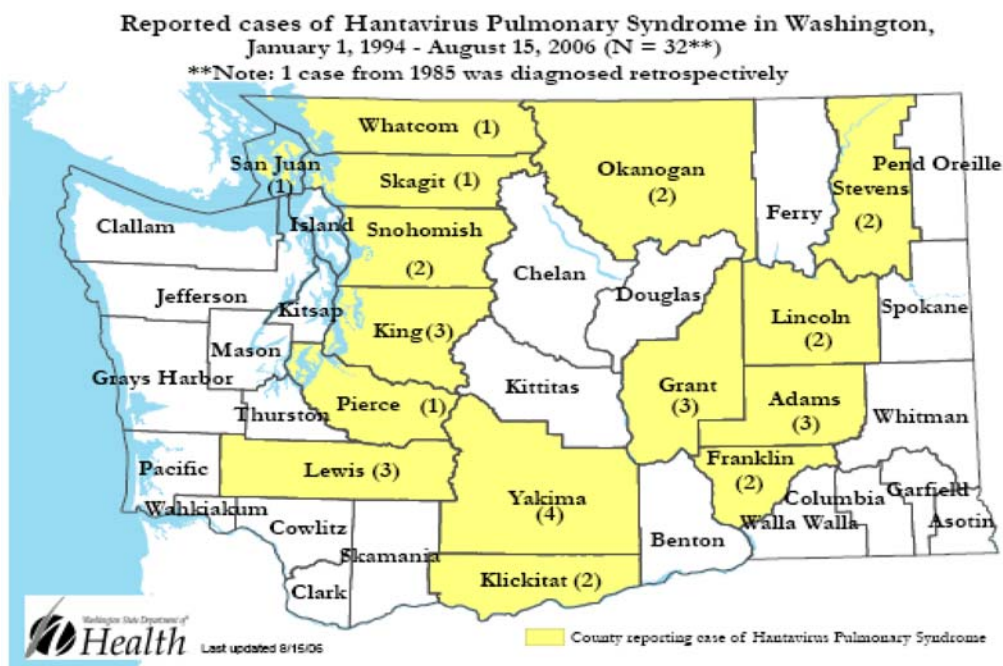 Reported cases of Hantavirus Pulmonary Syndrome in Washington,
January 1, 1994 - August 15, 2006 (N = 32**)
**Note: 1 case from 1985 was diagnosed retrospectively
Whatcom (1)
San Juan
(1)
Skagit (1)
Okanogan
(2)
Ferry
Stevens
(2)
Pend Oreille
Clallam
Island
Snohomish
(2)
Chelan
Douglas
Jefferson
Kitsap
King (3)
Lincoln
(2)
Spokane
Mason
Grays Harbor
Kittitas
Grant
(3)
Adams
(3)
Whitman
Thurston
Pierce (1)
Pacific
Lewis (3)
Yakima
(4)
Franklin
(2)
Columbia
Garfield
Asotin
Walla Walla
Benton
Wahkiakum
Cowlitz
Skamania
Klickitat (2)
Clark
Washington State Department of
Health
Last updated 8/15/06
County reporting case of Hantavirus Pulmonary Syndrome